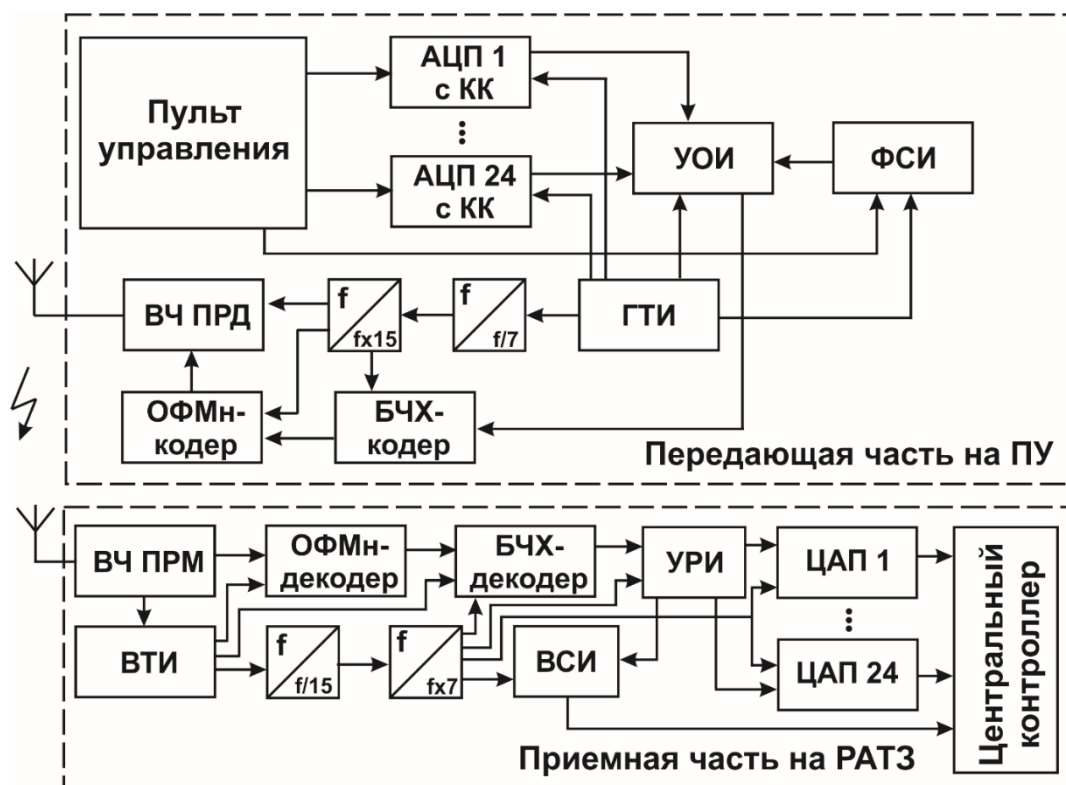 Пульт
управления
АЦП 1
с КК
АЦП 24
с КК
УОИ
ФСИ
ВЧ ПРД
f
fx15
f
f/7
ГТИ
ОФМн-
кодер
БЧХ-
кодер
Передающая часть на ПУ
ВЧ ПРМ
ОФМн-
декодер
БЧХ-
декодер
УРИ
ЦАП 1
ВТИ
f
f/15
f
fx7
ВСИ
ЦАП 24
Центральный
контроллер
Приемная часть на РАТЗ